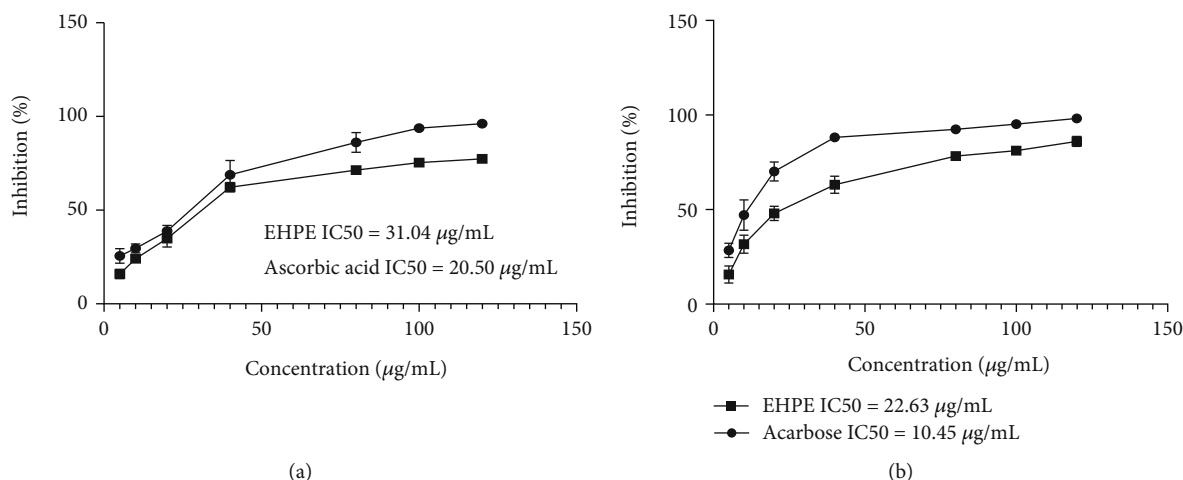 150
100
50
0
Inhibition (%)
EHPE IC50 = 31.04 μg/mL
Ascorbic acid IC50 = 20.50 μg/mL
0 50 100 150
Concentration (μg/mL)
(a)
150
100
50
0
Inhibition (%)
0 50 100 150
Concentration (μg/mL)
EHPE IC50 = 22.63 μg/mL
Acarbose IC50 = 10.45 μg/mL
(b)